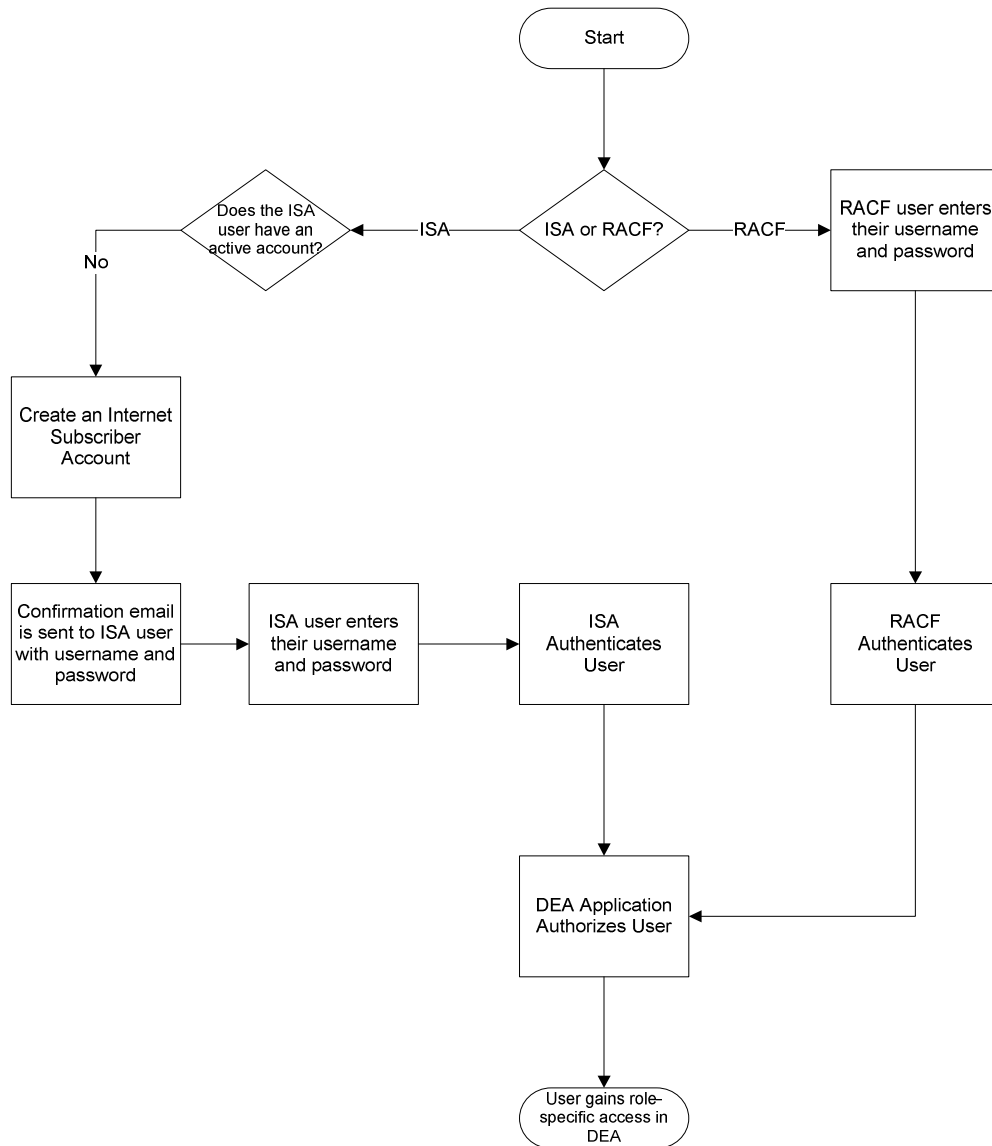 Start
Does the ISA
user have an
active account?
ISA
ISA or RACF?
RACF
RACF user enters
their username
and password
No
Create an Internet
Subscriber
Account
Confirmation email
is sent to ISA user
with username and
password
ISA user enters
their username
and password
ISA
Authenticates
User
RACF
Authenticates
User
DEA Application
Authorizes User
User gains role-
specific access in
DEA